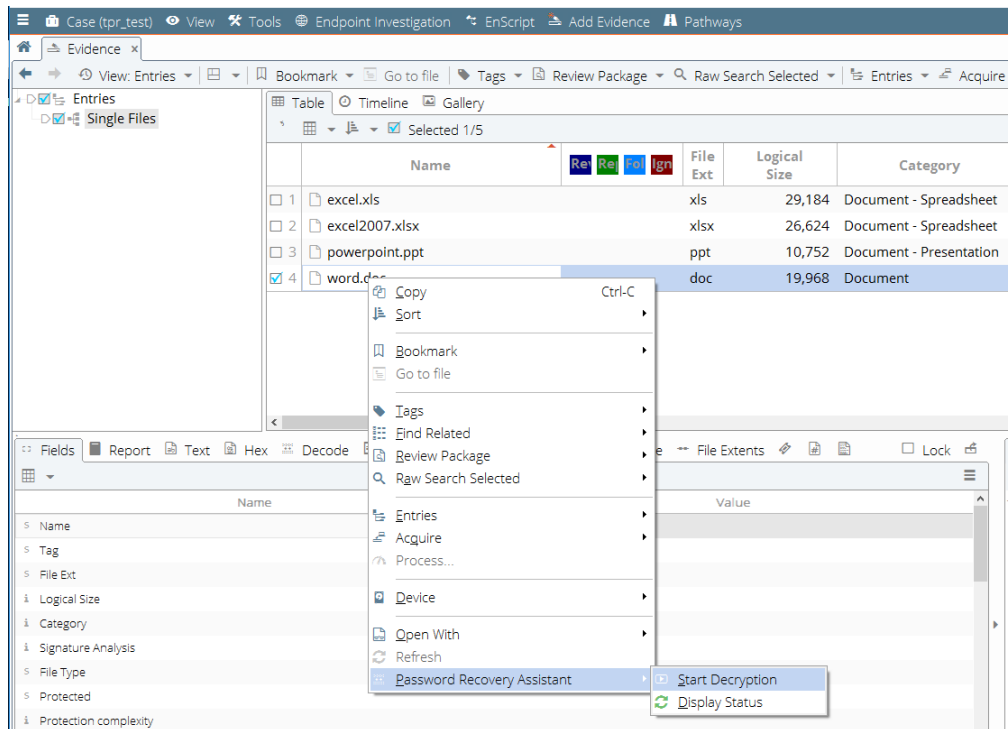 Case (tpr_test) View Tools Endpoint Investigation EnScript Add Evidence Pathways
Evidence x
View: Entries Bookmark Go to file Tags Review Package Raw Search Selected Entries Acquire
Entries
Single Files
Table Timeline Gallery
Selected 1/5
Name Rev Rep Fol Ign File Ext Logical Size Category
1 excel.xls xls 29,184 Document - Spreadsheet
2 excel2007.xlsx xlsx 26,624 Document - Spreadsheet
3 powerpoint.ppt ppt 10,752 Document - Presentation
4 word.doc doc 19,968 Document
Copy Ctrl-C
Sort
Bookmark
Go to file
Tags
Find Related
Review Package
Raw Search Selected
Entries
Acquire
Process...
Device
Open With
Refresh
Password Recovery Assistant
Start Decryption
Display Status
Fields Report Text Hex Decode File Extents Lock
Name Value
s Name
s Tag
s File Ext
i Logical Size
i Category
i Signature Analysis
s File Type
s Protected
i Protection complexity